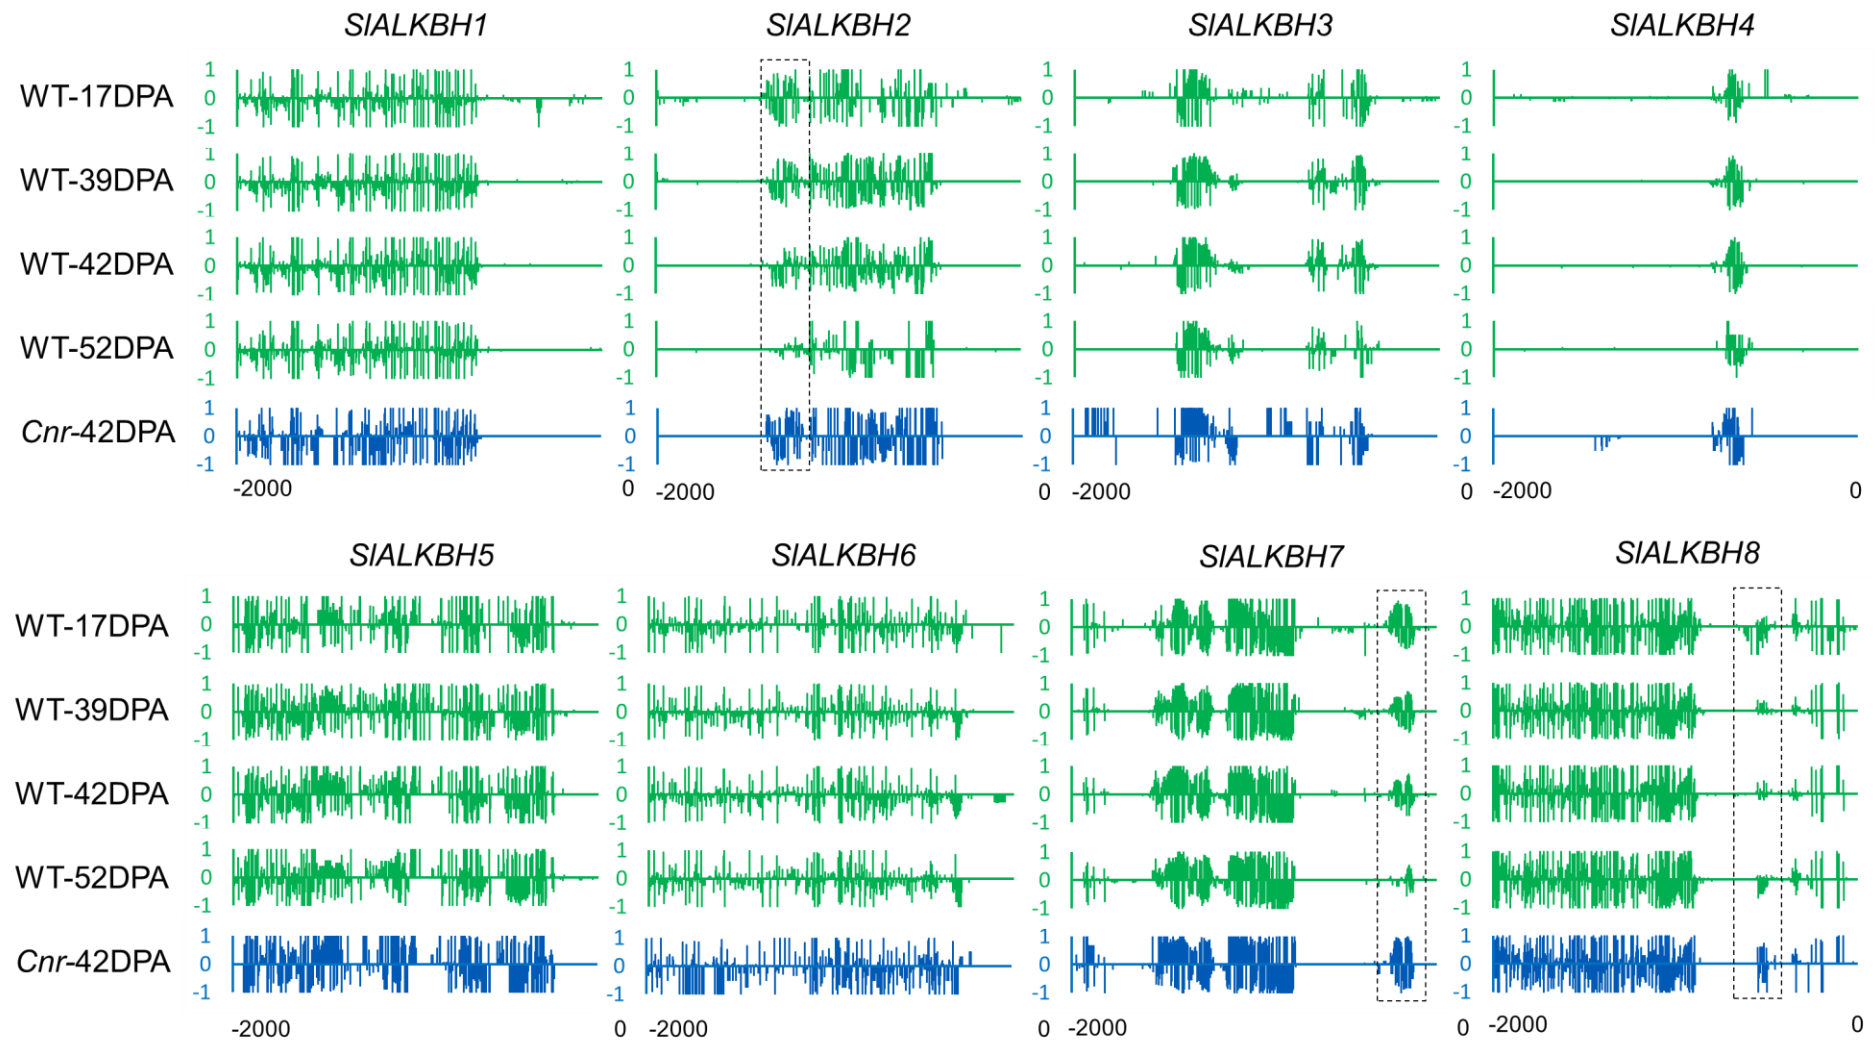 SlALKBH1 SlALKBH2 SlALKBH3 SlALKBH4
WT-17DPA 1 0 -1 1 0 -1 1 0 -1 1 0 -1
WT-39DPA 1 0 -1 1 0 -1 1 0 -1 1 0 -1
WT-42DPA 1 0 -1 1 0 -1 1 0 -1 1 0 -1
WT-52DPA 1 0 -1 1 0 -1 1 0 -1 1 0 -1
Cnr-42DPA 1 0 -1 1 0 -1 1 0 -1 1 0 -1
-2000 0 -2000 0 -2000 0 -2000 0
SlALKBH5 SlALKBH6 SlALKBH7 SlALKBH8
WT-17DPA 1 0 -1 1 0 -1 1 0 -1 1 0 -1
WT-39DPA 1 0 -1 1 0 -1 1 0 -1 1 0 -1
WT-42DPA 1 0 -1 1 0 -1 1 0 -1 1 0 -1
WT-52DPA 1 0 -1 1 0 -1 1 0 -1 1 0 -1
Cnr-42DPA 1 0 -1 1 0 -1 1 0 -1 1 0 -1
-2000 0 -2000 0 -2000 0 -2000 0